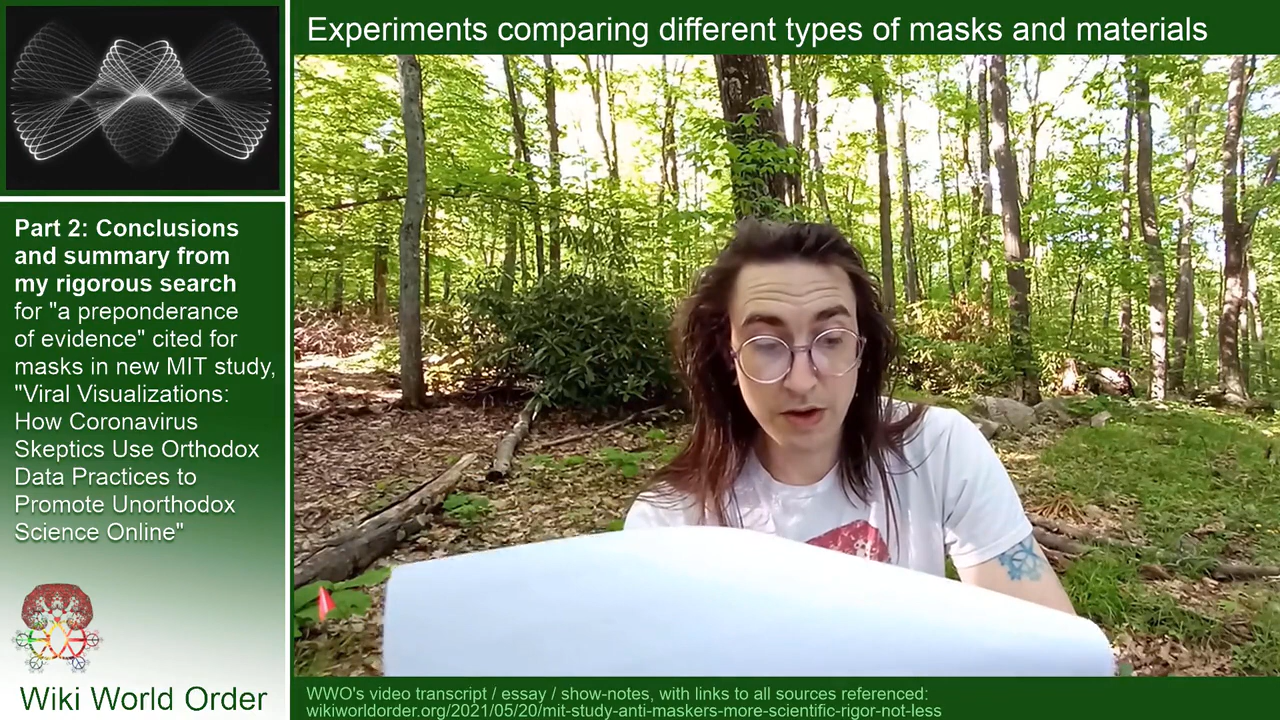 Experiments comparing different types of masks and materials
Part 2: Conclusions
and summary from
my rigorous search
for "a preponderance
of evidence" cited for
masks in new MIT study,
"Viral Visualizations:
How Coronavirus
Skeptics Use Orthodox
Data Practices to
Promote Unorthodox
Science Online"
Wiki World Order
WWO's video transcript / essay / show-notes, with links to all sources referenced:
wikiworldorder.org/2021/05/20/mit-study-anti-maskers-more-scientific-rigor-not-less